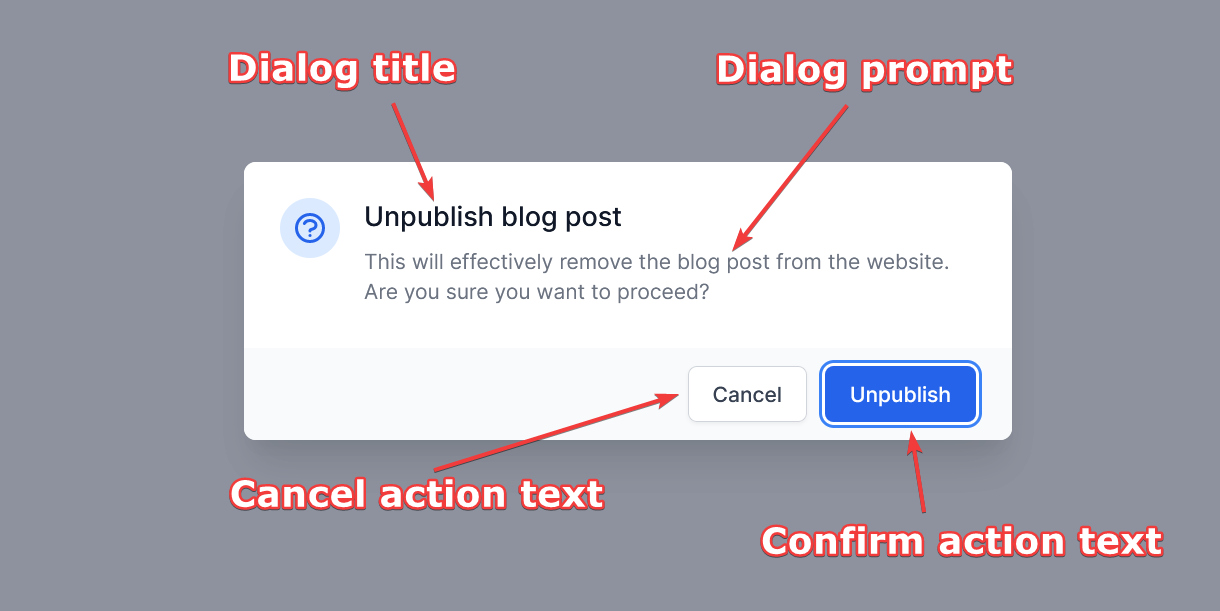 Dialog title
Dialog prompt
Unpublish blog post
This will effectively remove the blog post from the website.
Are you sure you want to proceed?
Cancel
Unpublish
Cancel action text
Confirm action text